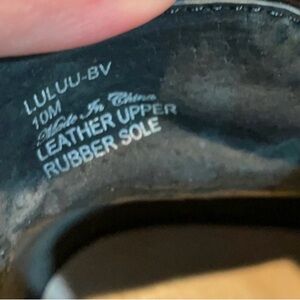 LULUU-BV
10M
Made In China
LEATHER UPPER
RUBBER SOLE